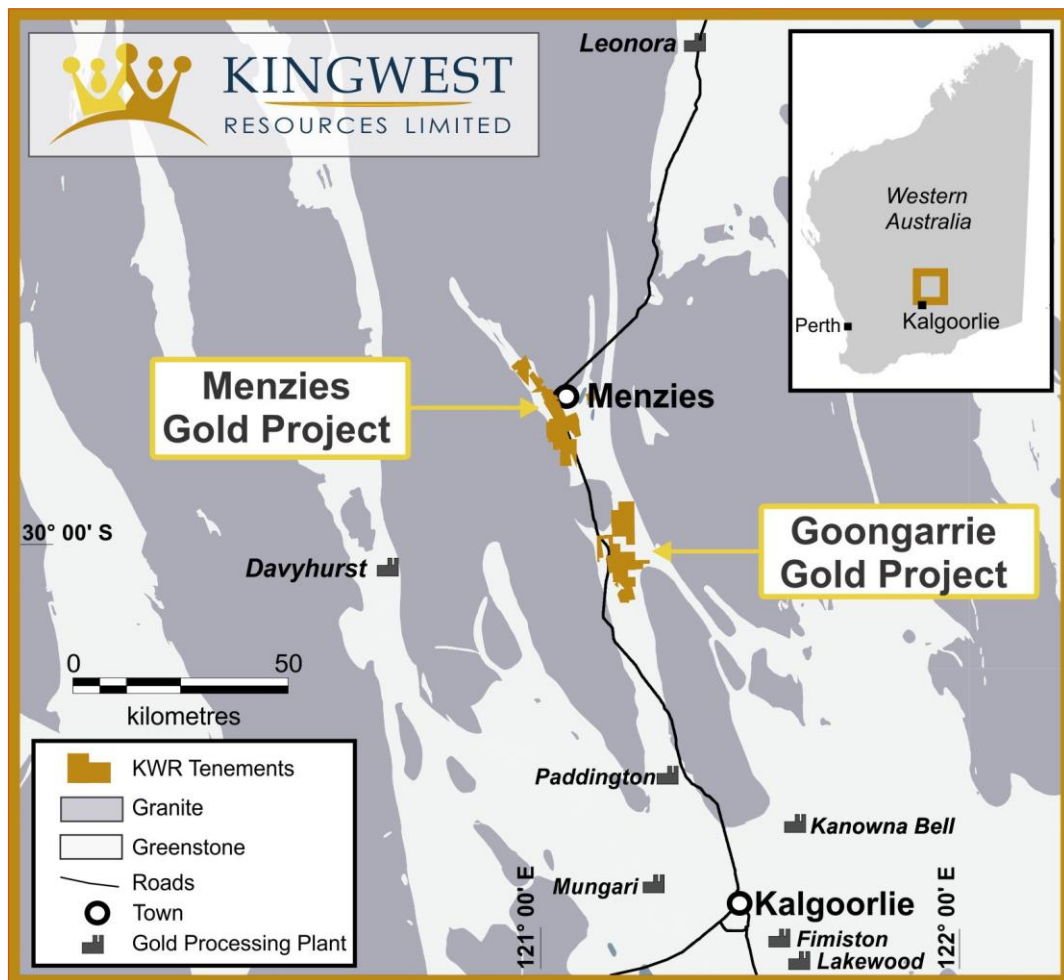 KINGWEST
RESOURCES LIMITED
Leonora
Western
Australia
Perth
Kalgoorlie
Menzies
Gold Project
Menzies
30° 00' S
Davyhurst
Goongarrie
Gold Project
0 50
kilometres
KWR Tenements
Granite
Greenstone
Roads
Town
Gold Processing Plant
Paddington
Kanowna Bell
Mungari
121° 00' E
Kalgoorlie
Fimiston
Lakewood
122° 00' E